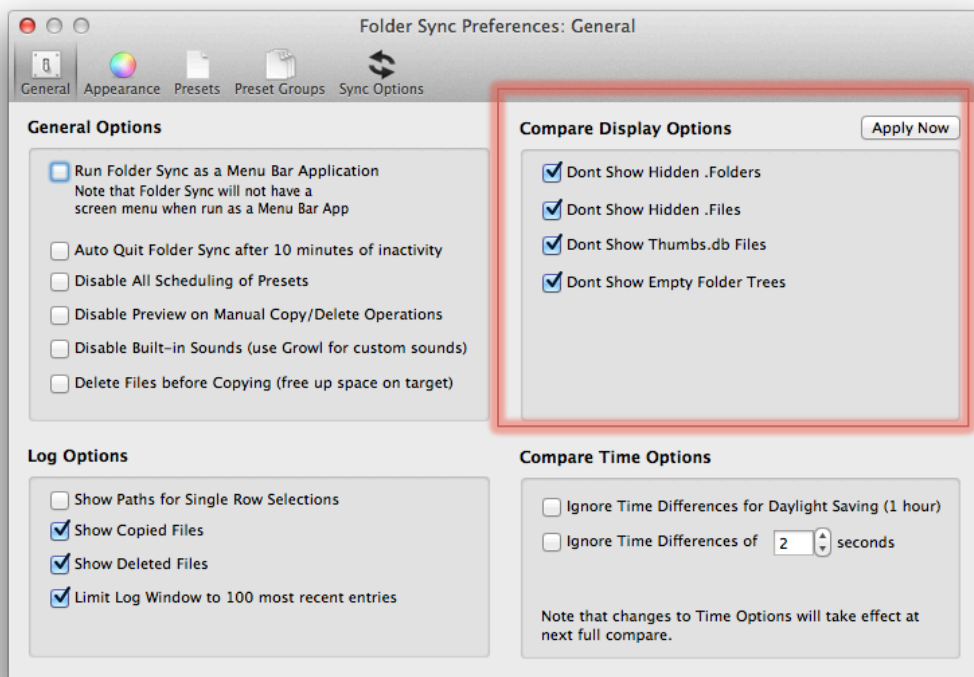 Folder Sync Preferences: General
General
Appearance
Presets
Preset Groups
Sync Options
General Options
Run Folder Sync as a Menu Bar Application
Note that Folder Sync will not have a
screen menu when run as a Menu Bar App
Auto Quit Folder Sync after 10 minutes of inactivity
Disable All Scheduling of Presets
Disable Preview on Manual Copy/Delete Operations
Disable Built-in Sounds (use Growl for custom sounds)
Delete Files before Copying (free up space on target)
Compare Display Options
Apply Now
Dont Show Hidden .Folders
Dont Show Hidden .Files
Dont Show Thumbs.db Files
Dont Show Empty Folder Trees
Log Options
Show Paths for Single Row Selections
Show Copied Files
Show Deleted Files
Limit Log Window to 100 most recent entries
Compare Time Options
Ignore Time Differences for Daylight Saving (1 hour)
Ignore Time Differences of 2 seconds
Note that changes to Time Options will take effect at
next full compare.